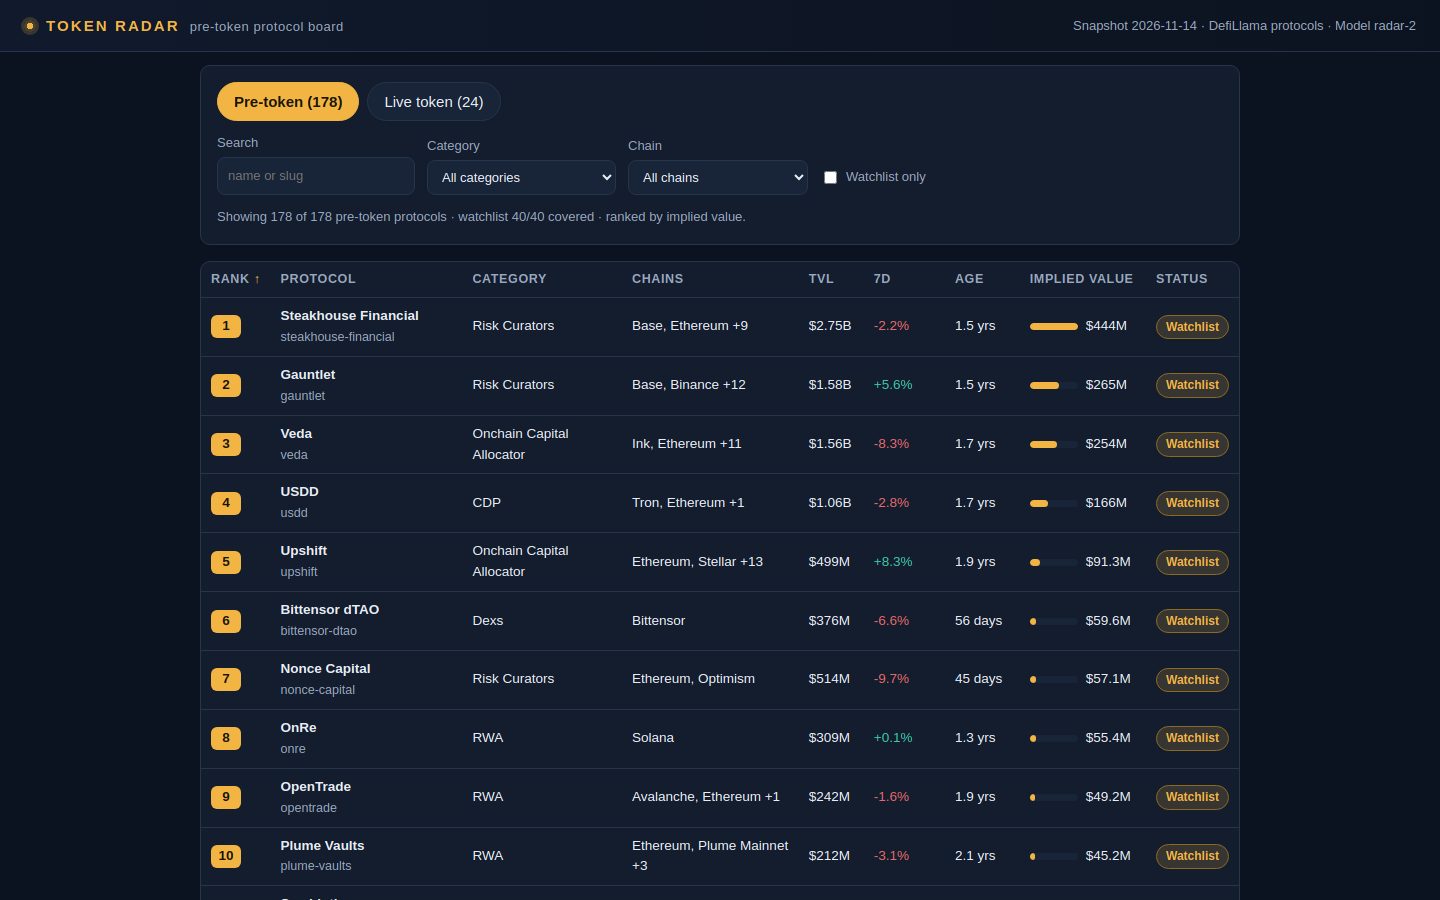 TOKEN RADAR pre-token protocol board
Snapshot 2026-11-14 · DefiLlama protocols · Model radar-2
Pre-token (178) Live token (24)
Search Category Chain
name or slug All categories All chains Watchlist only
Showing 178 of 178 pre-token protocols · watchlist 40/40 covered · ranked by implied value.
RANK ↑ PROTOCOL CATEGORY CHAINS TVL 7D AGE IMPLIED VALUE STATUS
1 Steakhouse Financial Risk Curators Base, Ethereum +9 $2.75B -2.2% 1.5 yrs $444M Watchlist
steakhouse-financial
2 Gauntlet Risk Curators Base, Binance +12 $1.58B +5.6% 1.5 yrs $265M Watchlist
gauntlet
3 Veda Onchain Capital Ink, Ethereum +11 $1.56B -8.3% 1.7 yrs $254M Watchlist
veda Allocator
4 USDD CDP Tron, Ethereum +1 $1.06B -2.8% 1.7 yrs $166M Watchlist
usdd
5 Upshift Onchain Capital Ethereum, Stellar +13 $499M +8.3% 1.9 yrs $91.3M Watchlist
upshift Allocator
6 Bittensor dTAO Dexs Bittensor $376M -6.6% 56 days $59.6M Watchlist
bittensor-dtao
7 Nonce Capital Risk Curators Ethereum, Optimism $514M -9.7% 45 days $57.1M Watchlist
nonce-capital
8 OnRe RWA Solana $309M +0.1% 1.3 yrs $55.4M Watchlist
onre
9 OpenTrade RWA Avalanche, Ethereum +1 $242M -1.6% 1.9 yrs $49.2M Watchlist
opentrade
10 Plume Vaults RWA Ethereum, Plume Mainnet $212M -3.1% 2.1 yrs $45.2M Watchlist
plume-vaults +3